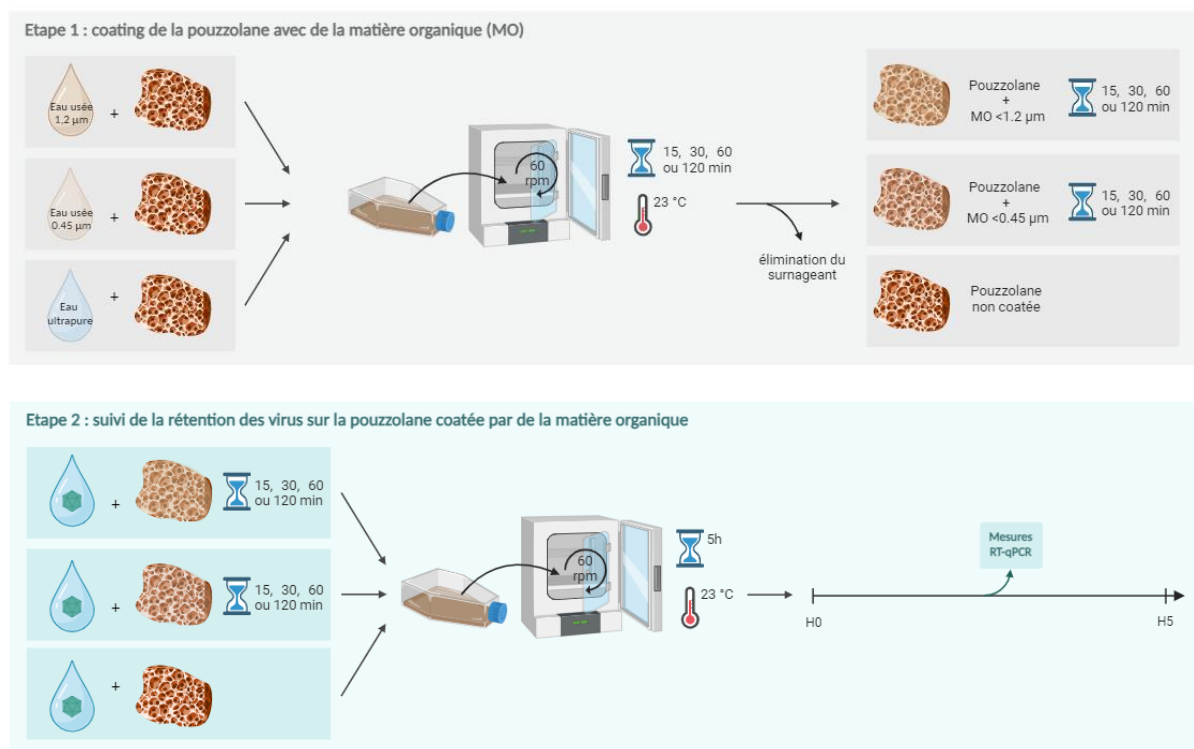 Etape 1 : coating de la pouzzolane avec de la matière organique (MO)
Eau usée
1,2 µm
+
Eau usée
0.45 µm
+
Eau
ultrapure
+
60
rpm
15, 30, 60
ou 120 min
23 °C
élimination du
surnageant
Pouzzolane
+
MO <1.2 µm
15, 30, 60
ou 120 min
Pouzzolane
+
MO <0.45 µm
15, 30, 60
ou 120 min
Pouzzolane
non coatée
Etape 2 : suivi de la rétention des virus sur la pouzzolane coatée par de la matière organique
+
15, 30, 60
ou 120 min
+
15, 30, 60
ou 120 min
+
60
rpm
5h
23 °C
Mesures
RT-qPCR
H0
H5